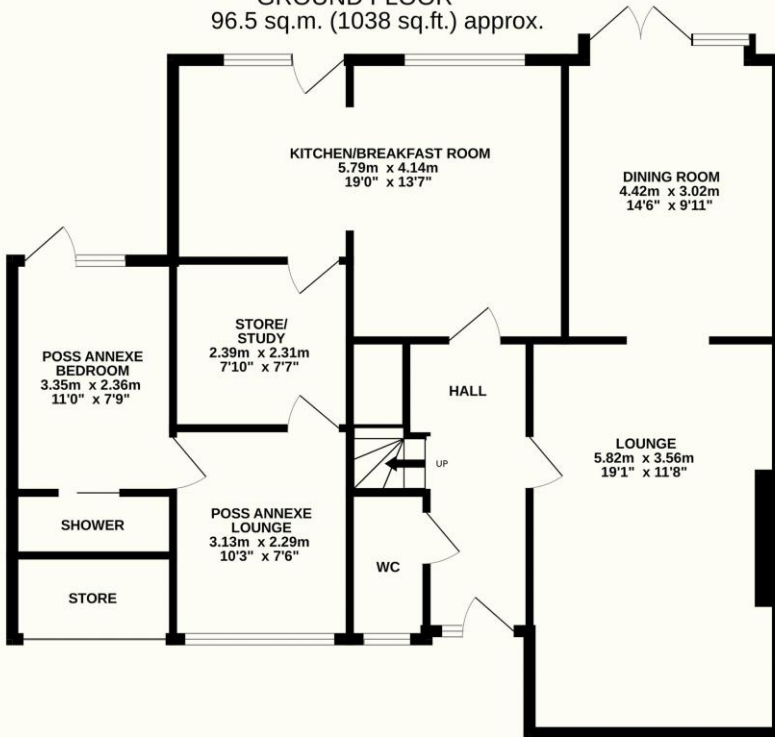 GROUND FLOOR
96.5 sq.m. (1038 sq.ft.) approx.
KITCHEN/BREAKFAST ROOM
5.79m x 4.14m
19'0" x 13'7"
DINING ROOM
4.42m x 3.02m
14'6" x 9'11"
STORE/
STUDY
2.39m x 2.31m
7'10" x 7'7"
POSS ANNEXE
BEDROOM
3.35m x 2.36m
11'0" x 7'9"
HALL
LOUNGE
5.82m x 3.56m
19'1" x 11'8"
UP
POSS ANNEXE
LOUNGE
3.13m x 2.29m
10'3" x 7'6"
SHOWER
WC
STORE